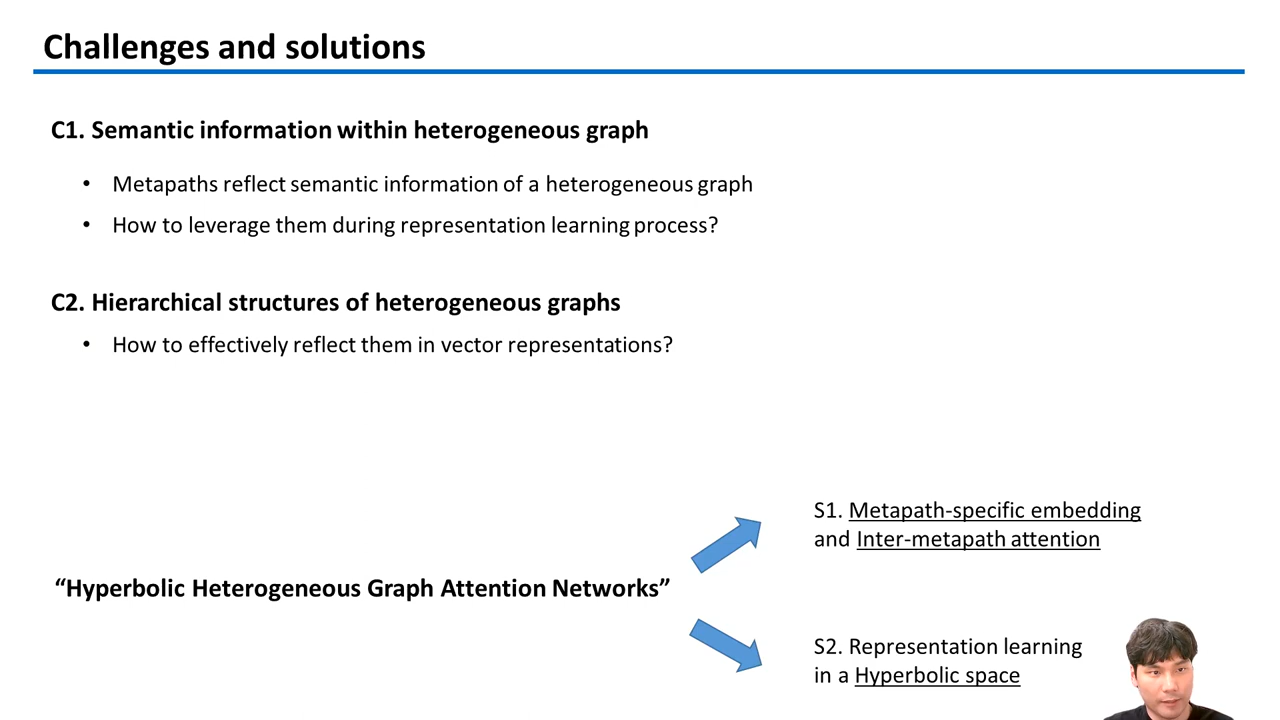 Challenges and solutions
C1. Semantic information within heterogeneous graph
• Metapaths reflect semantic information of a heterogeneous graph
• How to leverage them during representation learning process?
C2. Hierarchical structures of heterogeneous graphs
• How to effectively reflect them in vector representations?
S1. Metapath-specific embedding
and Inter-metapath attention
“Hyperbolic Heterogeneous Graph Attention Networks”
S2. Representation learning
in a Hyperbolic space